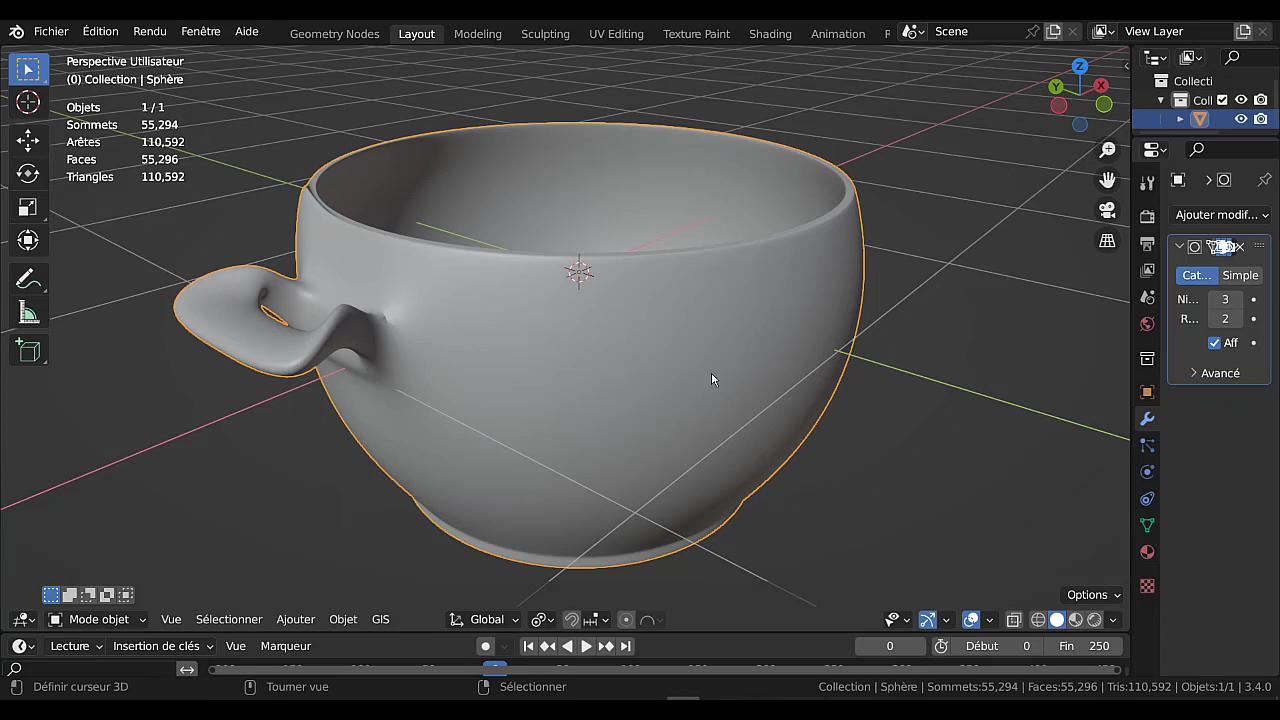 Fichier Édition Rendu Fenêtre Aide Geometry Nodes Layout Modeling Sculpting UV Editing Texture Paint Shading Animation Scene View Layer
Perspective Utilisateur
(0) Collection | Sphère
Objets 1 / 1
Sommets 55,294
Arêtes 110,592
Faces 55,296
Triangles 110,592
Z
Y
X
Collecti
Coll
Ajouter modif...
Cat... Simple
Ni... 3
R... 2
Aff
Avancé
Options
Mode objet Vue Sélectionner Ajouter Objet GIS Global
Lecture Insertion de clés Vue Marqueur 0 Début 0 Fin 250
Définir curseur 3D Tourner vue Sélectionner Collection | Sphère | Sommets:55,294 | Faces:55,296 | Tris:110,592 | Objets:1/1 | 3.4.0